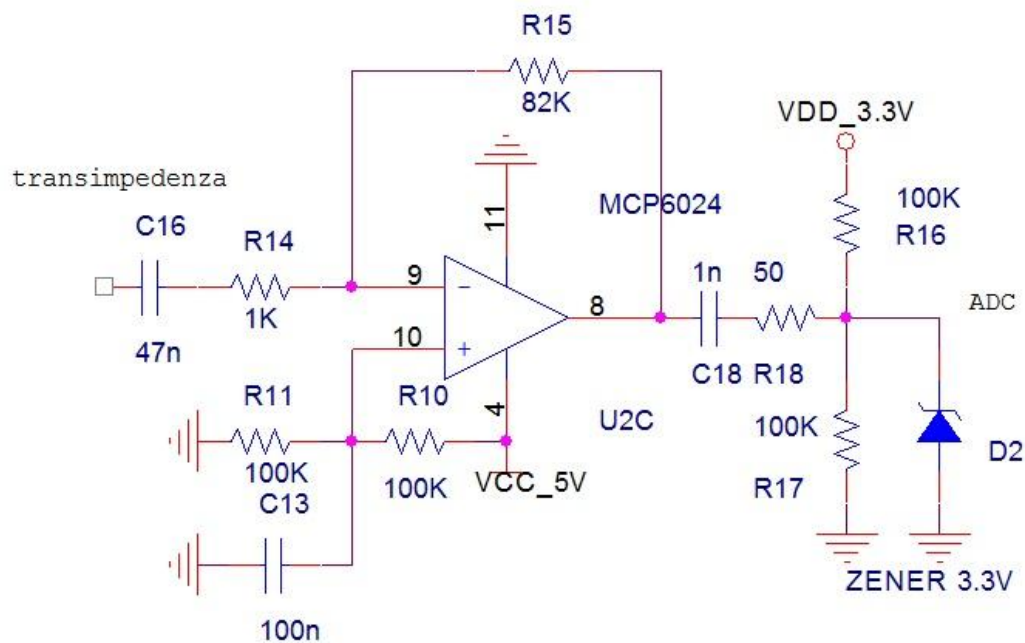 R15
82K
VDD_3.3V
transimpedenza
C16
R14
11
MCP6024
100K
R16
9
−
1n
50
8
ADC
1K
10
+
47n
C18
R18
R11
R10
4
U2C
100K
100K
VCC_5V
100K
D2
C13
R17
ZENER 3.3V
100n